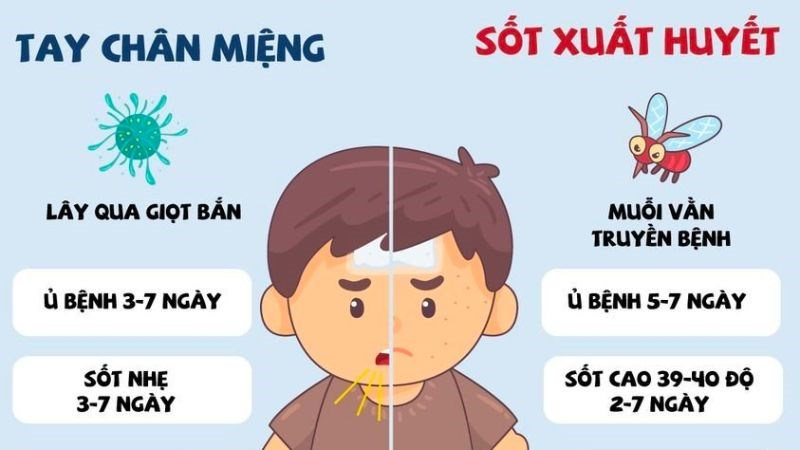 TAY CHÂN MIỆNG
LÂY QUA GIỌT BẮN
Ủ BỆNH 3-7 NGÀY
SỐT NHẸ
3-7 NGÀY
SỐT XUẤT HUYẾT
MUỖI VẰN
TRUYỀN BỆNH
Ủ BỆNH 5-7 NGÀY
SỐT CAO 39-40 ĐỘ
2-7 NGÀY